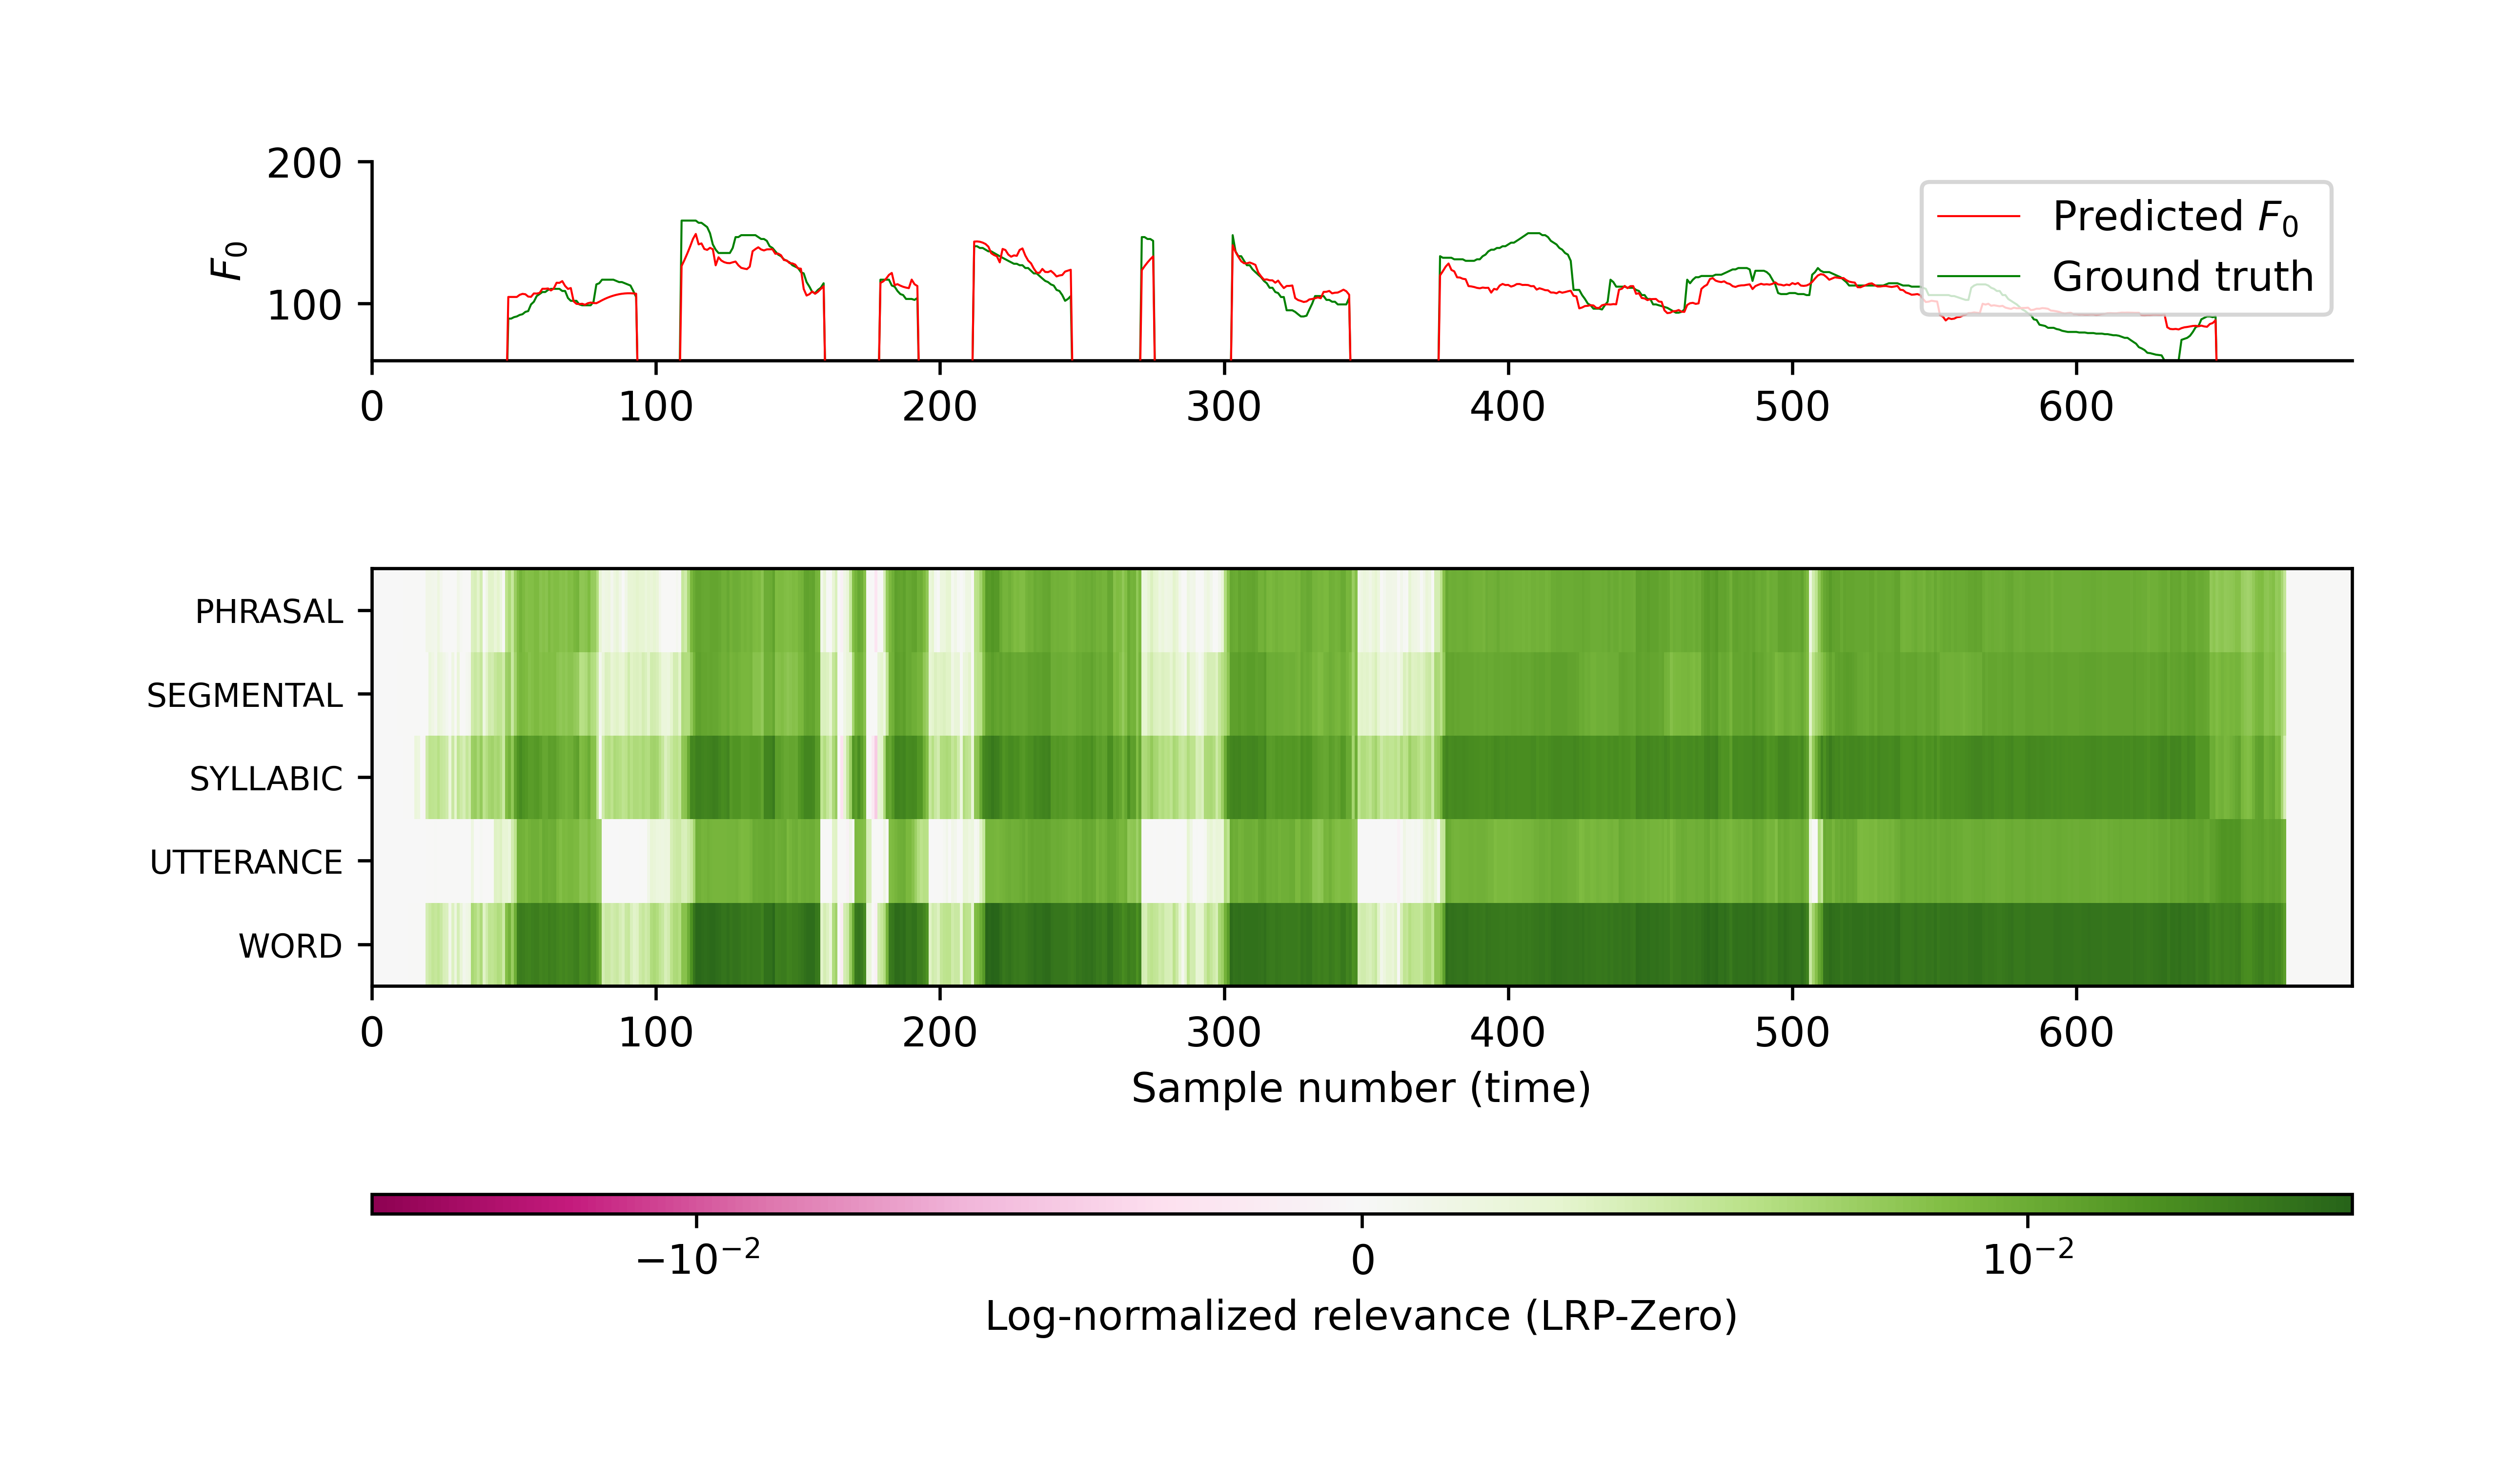 200
100
F₀
Predicted F₀
Ground truth
0 100 200 300 400 500 600
PHRASAL
SEGMENTAL
SYLLABIC
UTTERANCE
WORD
0 100 200 300 400 500 600
Sample number (time)
−10⁻² 0 10⁻²
Log-normalized relevance (LRP-Zero)